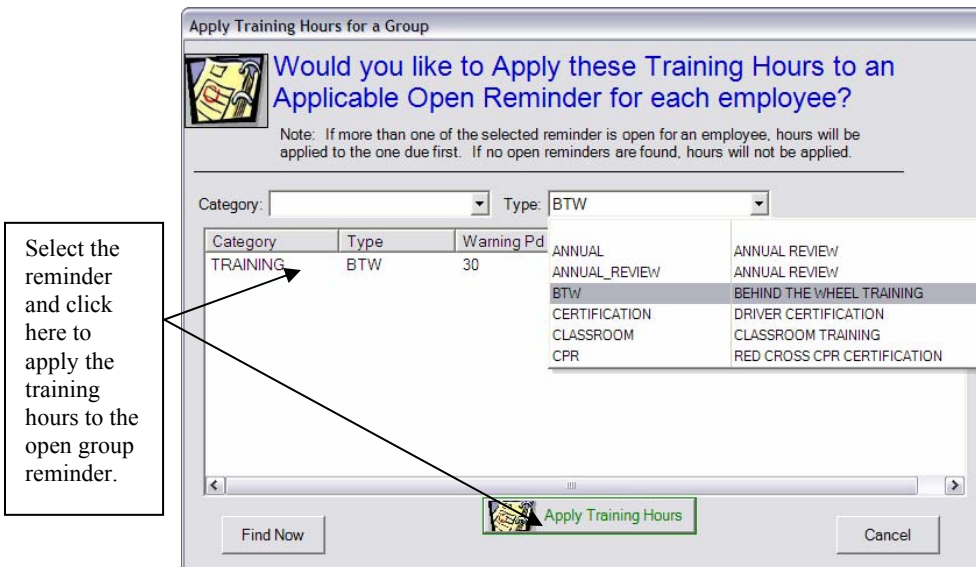 Apply Training Hours for a Group
Would you like to Apply these Training Hours to an
Applicable Open Reminder for each employee?
Note: If more than one of the selected reminder is open for an employee, hours will be
applied to the one due first. If no open reminders are found, hours will not be applied.
Category:
Type: BTW
Category Type Warning Pd
TRAINING BTW 30
ANNUAL ANNUAL REVIEW
ANNUAL_REVIEW ANNUAL REVIEW
BTW BEHIND THE WHEEL TRAINING
CERTIFICATION DRIVER CERTIFICATION
CLASSROOM CLASSROOM TRAINING
CPR RED CROSS CPR CERTIFICATION
Select the
reminder
and click
here to
apply the
training
hours to the
open group
reminder.
Find Now
Apply Training Hours
Cancel